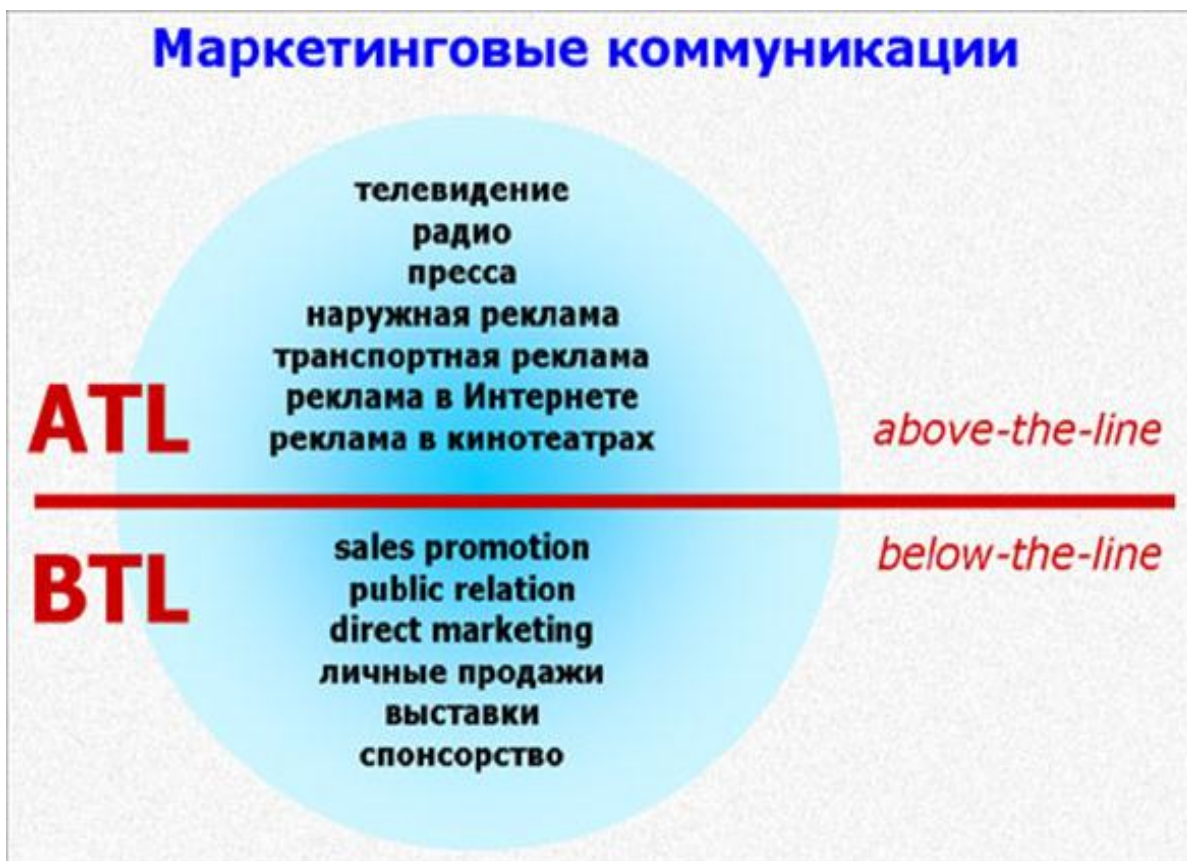 Маркетинговые коммуникации
телевидение
радио
пресса
наружная реклама
транспортная реклама
реклама в Интернете
реклама в кинотеатрах
ATL
above-the-line
BTL
below-the-line
sales promotion
public relation
direct marketing
личные продажи
выставки
спонсорство